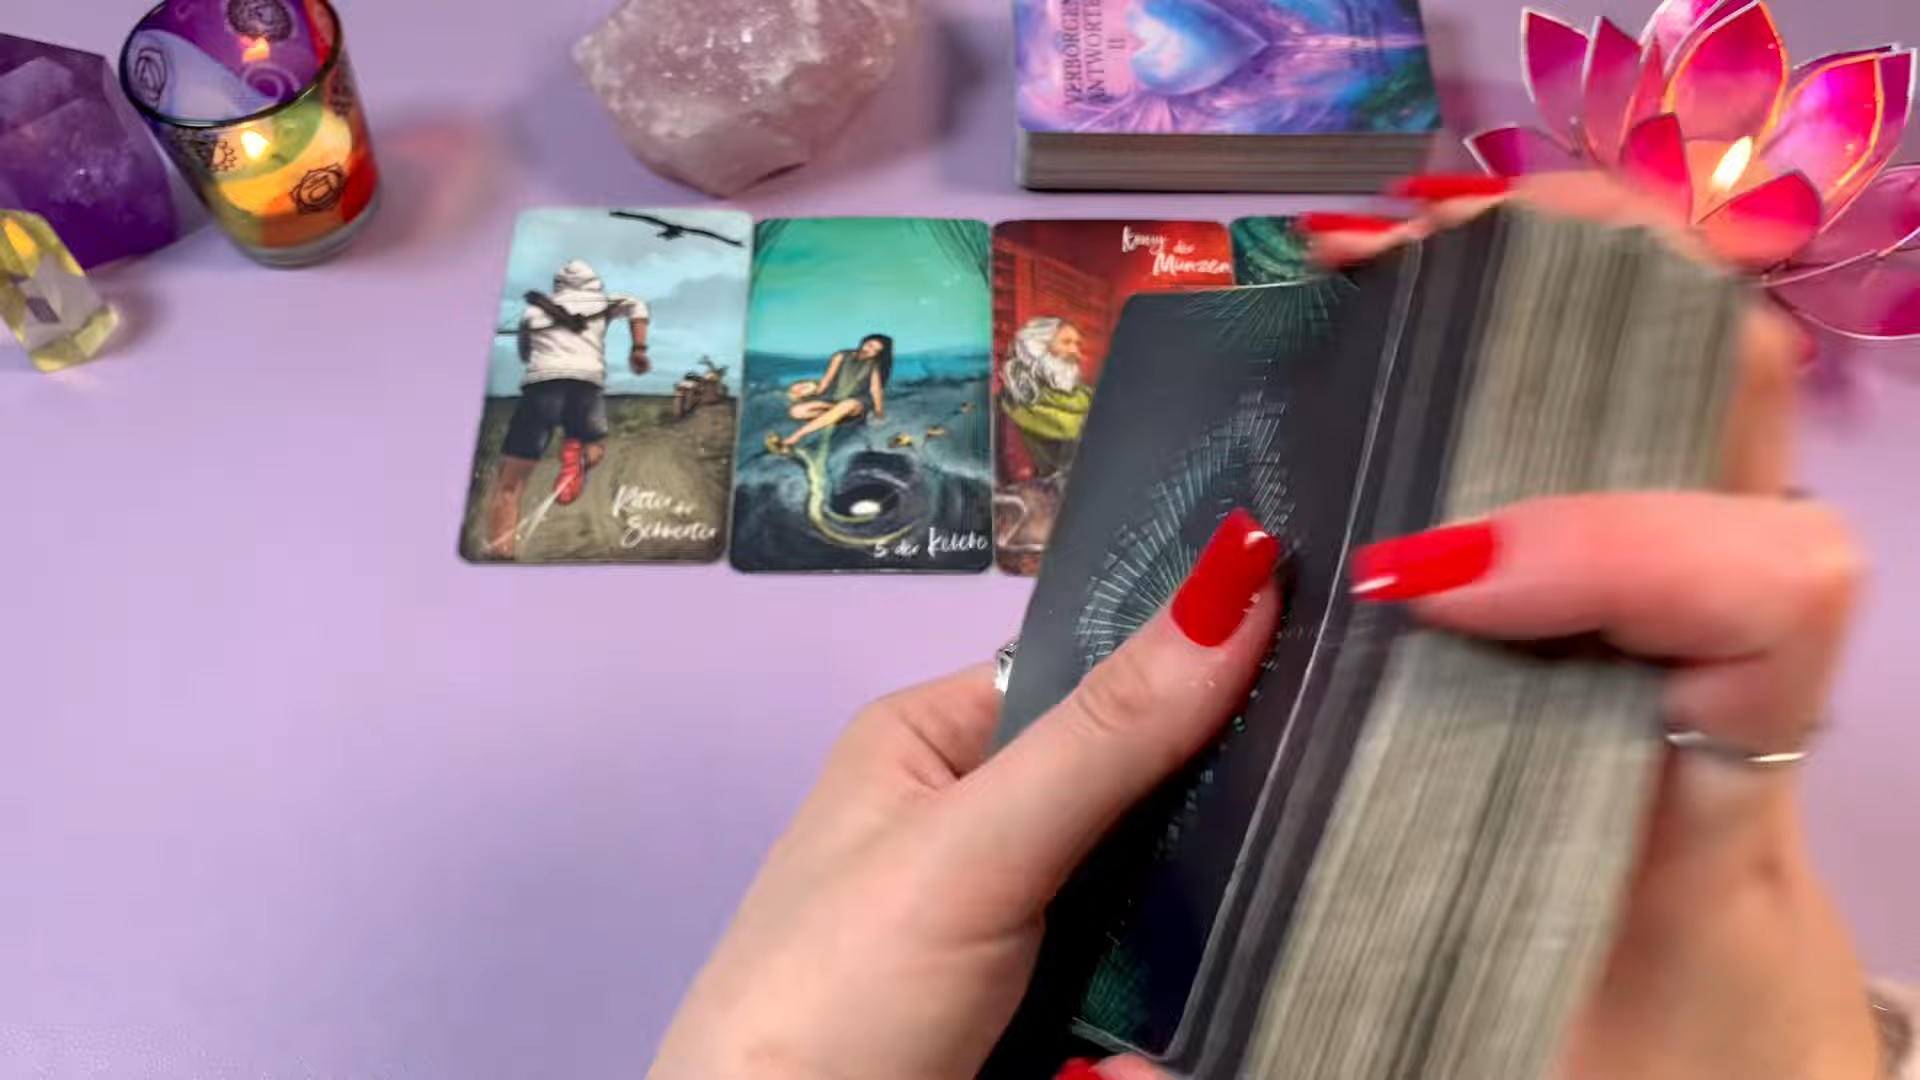 VERBORGENE
ANTWORTEN
II
König der
Münzen
Ritter der
Schwerter
5 der Kelche